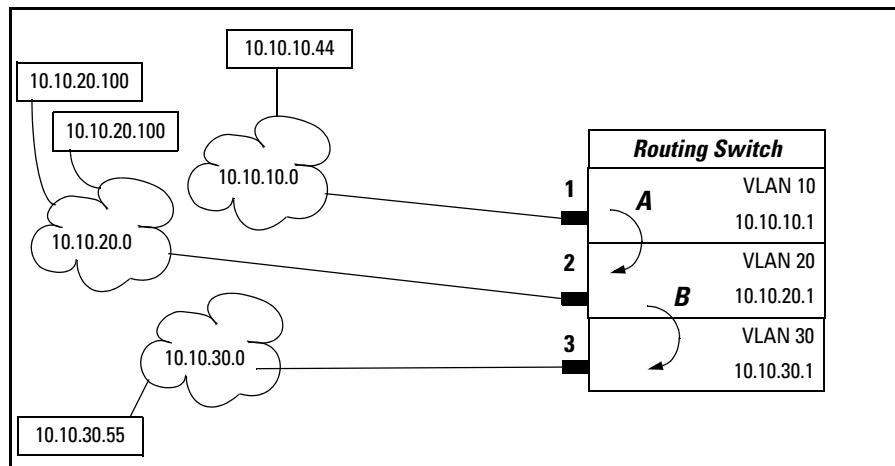 10.10.10.44
10.10.20.100
10.10.20.100
10.10.10.0
10.10.20.0
10.10.30.0
10.10.30.55
Routing Switch
1
A
VLAN 10
10.10.10.1
2
B
VLAN 20
10.10.20.1
3
VLAN 30
10.10.30.1